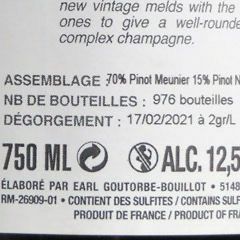 new vintage melds with the
ones to give a well-rounde
complex champagne.
ASSEMBLAGE : 70% Pinot Meunier 15% Pinot N
NB DE BOUTEILLES : 976 bouteilles
DÉGORGEMENT : 17/02/2021 à 2gr/L
750 ML ALC. 12,5
ÉLABORÉ PAR EARL GOUTORBE-BOUILLOT • 5148
RM-26909-01 • CONTIENT DES SULFITES / CONTAINS SULF
PRODUIT DE FRANCE / PRODUCT OF FR